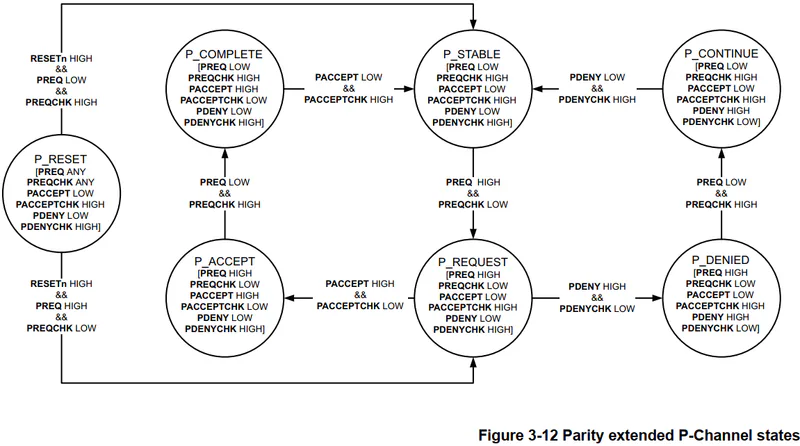 RESETn HIGH
&&
PREQ LOW
&&
PREQCHK HIGH
P_COMPLETE
[PREQ LOW
PREQCHK HIGH
PACCEPT HIGH
PACCEPTCHK LOW
PDENY LOW
PDENYCHK HIGH]
PACCEPT LOW
&&
PACCEPTCHK HIGH
P_STABLE
[PREQ LOW
PREQCHK HIGH
PACCEPT LOW
PACCEPTCHK HIGH
PDENY LOW
PDENYCHK HIGH]
PDENY LOW
&&
PDENYCHK HIGH
P_CONTINUE
[PREQ LOW
PREQCHK HIGH
PACCEPT LOW
PACCEPTCHK HIGH
PDENY HIGH
PDENYCHK LOW]
P_RESET
[PREQ ANY
PREQCHK ANY
PACCEPT LOW
PACCEPTCHK HIGH
PDENY LOW
PDENYCHK HIGH]
PREQ LOW
&&
PREQCHK HIGH
PREQ HIGH
&&
PREQCHK LOW
PREQ LOW
&&
PREQCHK HIGH
RESETn HIGH
&&
PREQ HIGH
&&
PREQCHK LOW
P_ACCEPT
[PREQ HIGH
PREQCHK LOW
PACCEPT HIGH
PACCEPTCHK LOW
PDENY LOW
PDENYCHK HIGH]
PACCEPT HIGH
&&
PACCEPTCHK LOW
P_REQUEST
[PREQ HIGH
PREQCHK LOW
PACCEPT LOW
PACCEPTCHK HIGH
PDENY LOW
PDENYCHK HIGH]
PDENY HIGH
&&
PDENYCHK LOW
P_DENIED
[PREQ HIGH
PREQCHK LOW
PACCEPT LOW
PACCEPTCHK HIGH
PDENY HIGH
PDENYCHK LOW]
Figure 3-12 Parity extended P-Channel states